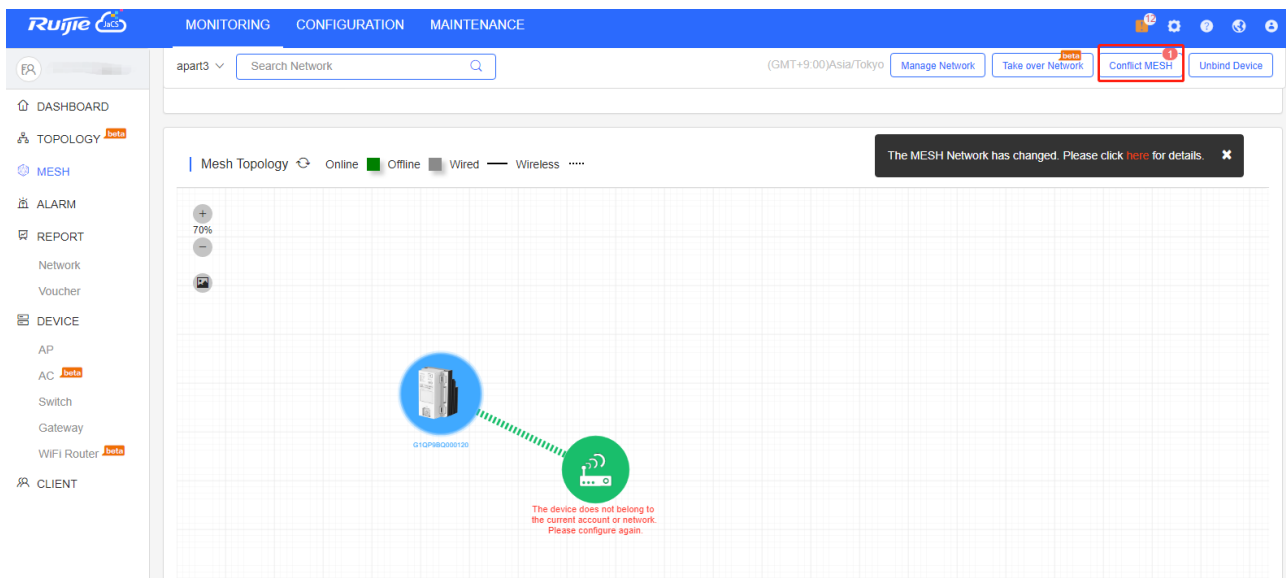 Ruijie JaCS MONITORING CONFIGURATION MAINTENANCE 12
apart3 Search Network (GMT+9:00)Asia/Tokyo Manage Network beta Take over Network 1 Conflict MESH Unbind Device
DASHBOARD
TOPOLOGY beta
MESH
ALARM
REPORT
Network
Voucher
DEVICE
AP
AC beta
Switch
Gateway
WiFi Router beta
CLIENT
Mesh Topology Online Offline Wired Wireless
The MESH Network has changed. Please click here for details.
70%
G1QP9BQ000120
The device does not belong to
the current account or network.
Please configure again.